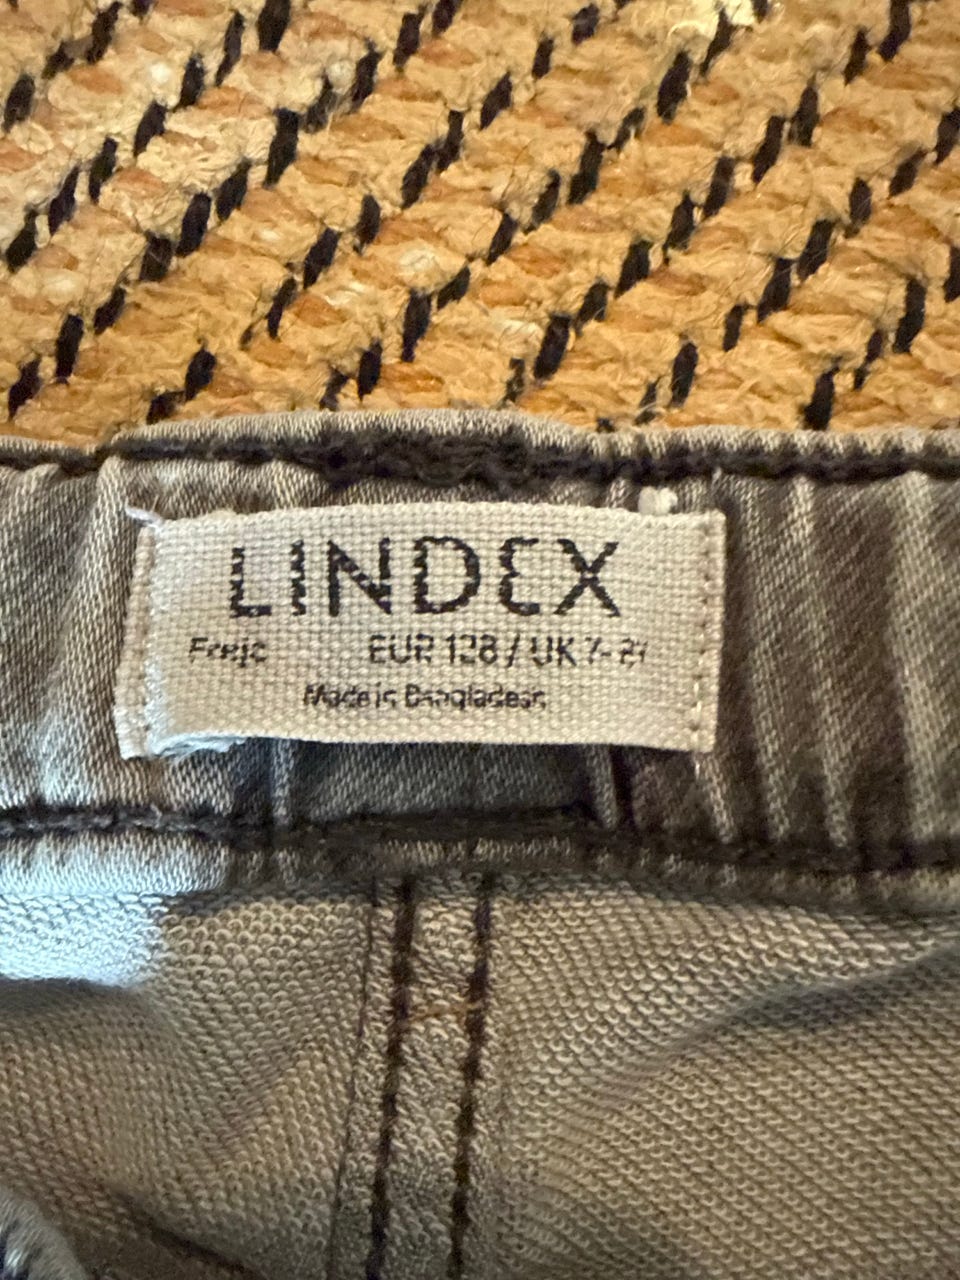 LINDEX
Freja EUR 128 / UK 7-8Y
Made in Bangladesh